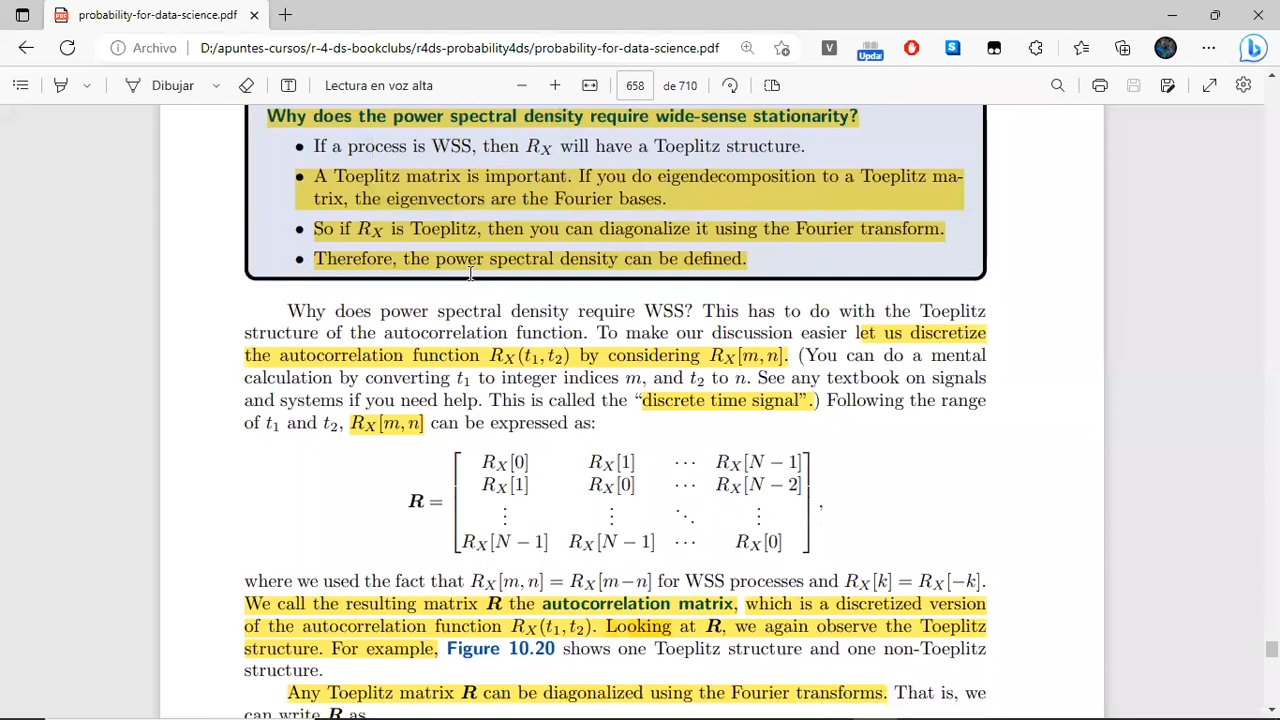 probability-for-data-science.pdf
Archivo D:/apuntes-cursos/r-4-ds-bookclubs/r4ds-probability4ds/probability-for-data-science.pdf
Dibujar Lectura en voz alta 658 de 710
Why does the power spectral density require wide-sense stationarity?
• If a process is WSS, then R_X will have a Toeplitz structure.
• A Toeplitz matrix is important. If you do eigendecomposition to a Toeplitz ma-
trix, the eigenvectors are the Fourier bases.
• So if R_X is Toeplitz, then you can diagonalize it using the Fourier transform.
• Therefore, the power spectral density can be defined.
Why does power spectral density require WSS? This has to do with the Toeplitz
structure of the autocorrelation function. To make our discussion easier let us discretize
the autocorrelation function R_X(t_1, t_2) by considering R_X[m, n]. (You can do a mental
calculation by converting t_1 to integer indices m, and t_2 to n. See any textbook on signals
and systems if you need help. This is called the “discrete time signal”.) Following the range
of t_1 and t_2, R_X[m, n] can be expressed as:
R_X[0] R_X[1] ⋯ R_X[N − 1]
R_X[1] R_X[0] ⋯ R_X[N − 2]
R = ⋮ ⋮ ⋱ ⋮ ,
R_X[N − 1] R_X[N − 1] ⋯ R_X[0]
where we used the fact that R_X[m, n] = R_X[m−n] for WSS processes and R_X[k] = R_X[−k].
We call the resulting matrix R the autocorrelation matrix, which is a discretized version
of the autocorrelation function R_X(t_1, t_2). Looking at R, we again observe the Toeplitz
structure. For example, Figure 10.20 shows one Toeplitz structure and one non-Toeplitz
structure.
Any Toeplitz matrix R can be diagonalized using the Fourier transforms. That is, we
can write R as